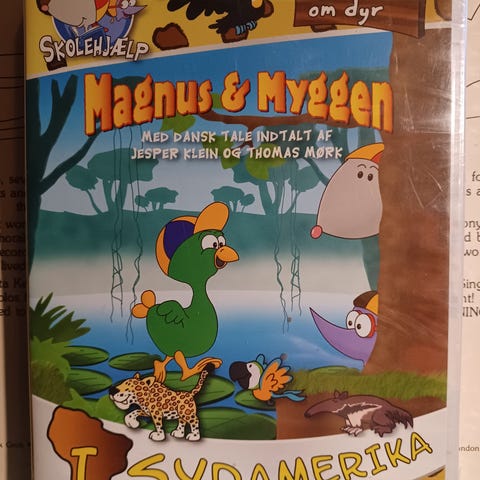 om dyr
SKOLEHJÆLP
Magnus & Myggen
MED DANSK TALE INDTALT AF
JESPER KLEIN OG THOMAS MØRK
I SYDAMERIKA